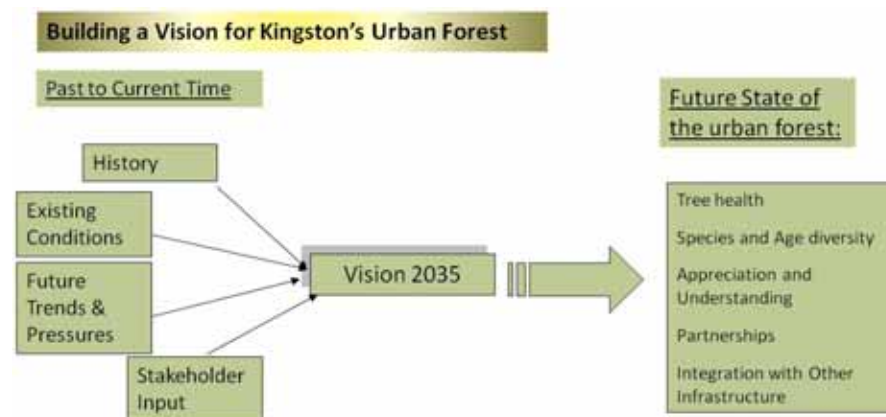 Building a Vision for Kingston's Urban Forest
Past to Current Time
History
Existing
Conditions
Future
Trends &
Pressures
Stakeholder
Input
Vision 2035
Future State of
the urban forest:
Tree health
Species and Age diversity
Appreciation and
Understanding
Partnerships
Integration with Other
Infrastructure